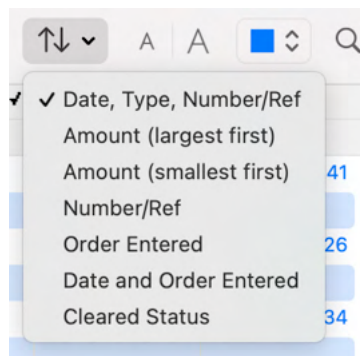 A A
✓ Date, Type, Number/Ref
Amount (largest first)
Amount (smallest first) 41
Number/Ref
Order Entered 26
Date and Order Entered
Cleared Status 34